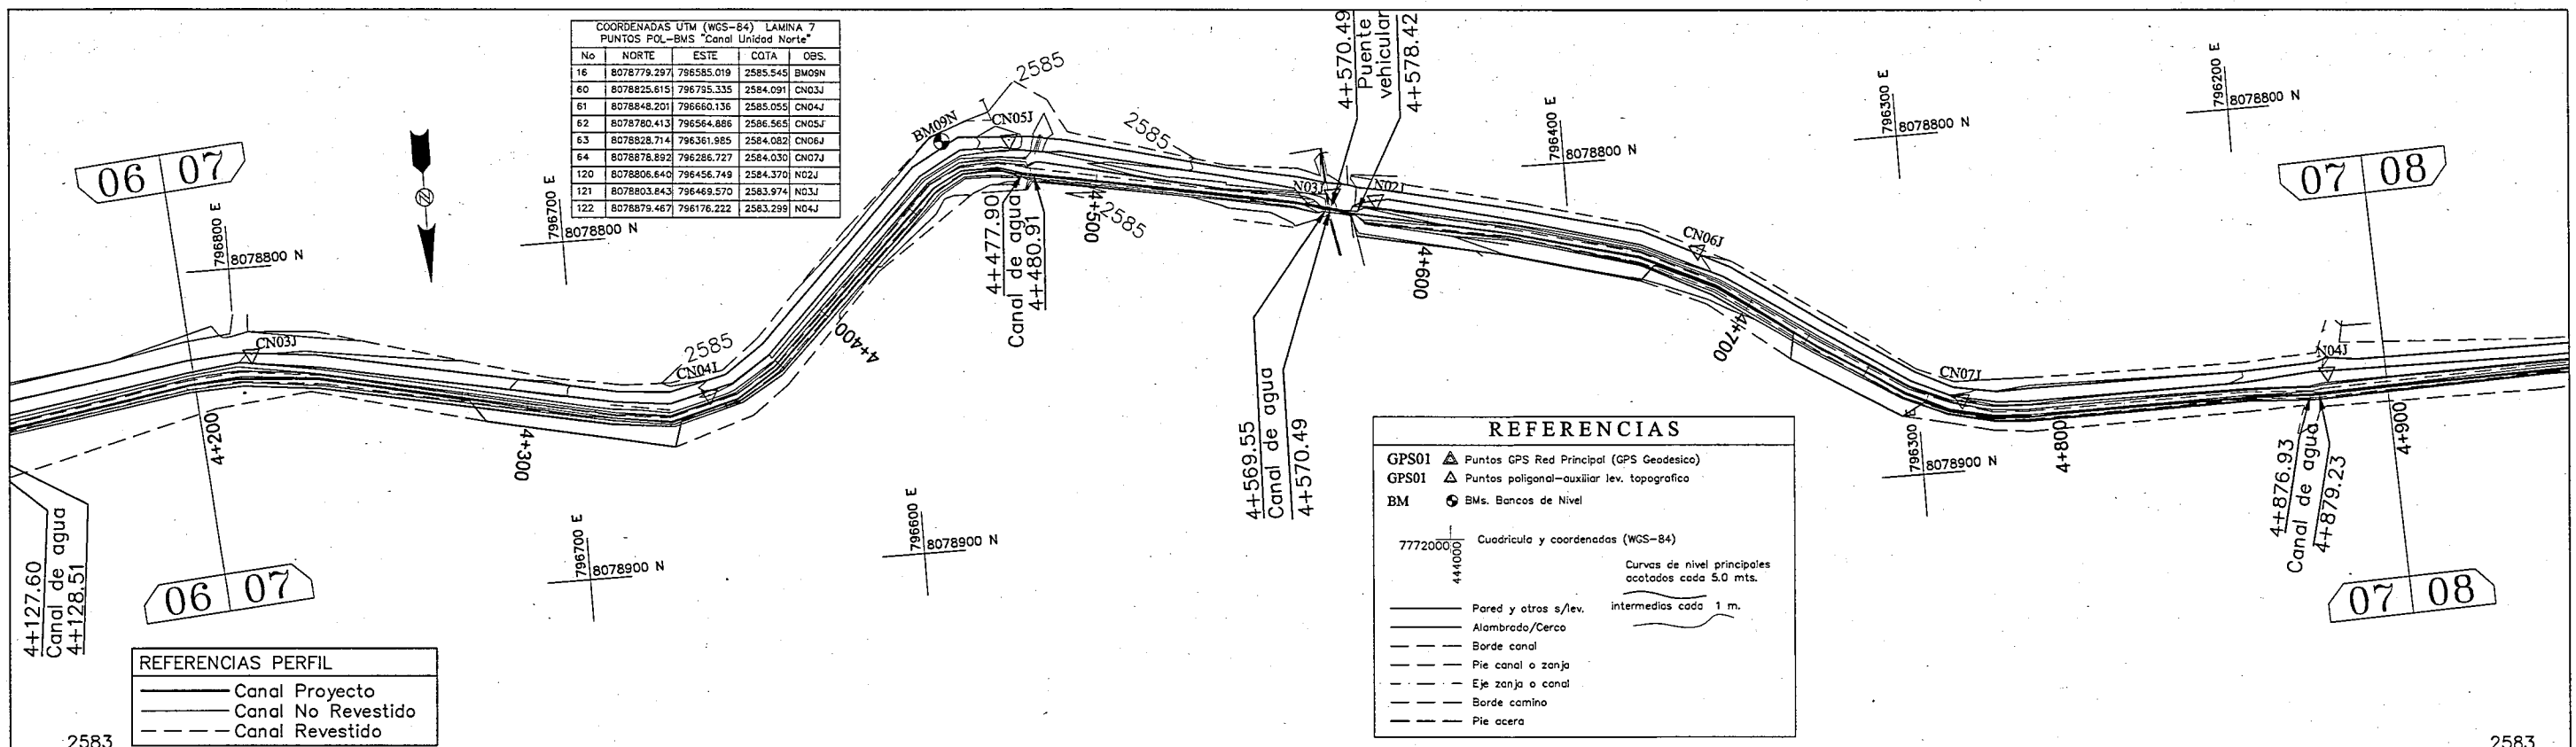 COORDENADAS UTM (WGS-84) LAMINA 7
PUNTOS POL-BMS "Canal Unidad Norte"
No NORTE ESTE COTA OBS.
16 8078779.297 796585.019 2585.545 BM09N
60 8078825.615 796795.335 2584.091 CN03J
61 8078848.201 796660.136 2585.055 CN04J
62 8078780.413 796564.886 2586.565 CN05J
63 8078828.714 796361.985 2584.082 CN06J
64 8078878.892 796286.727 2584.030 CN07J
120 8078806.640 796456.749 2584.370 N02J
121 8078803.843 796469.570 2583.974 N03J
122 8078879.467 796176.222 2583.299 N04J
06 07
796800 E
8078800 N
796700 E
8078800 N
BM09N
CN05J
2585
2585
2585
4+570.49
Puente
vehicular
4+578.42
796400 E
8078800 N
796300 E
8078800 N
796200 E
8078800 N
07 08
N03J
N02J
CN06J
CN03J
2585
CN04J
CN07J
N04J
4+200
4+300
4+400
4+477.90
Canal de agua
4+480.91
4+500
4+600
4+700
4+800
4+900
4+569.55
Canal de agua
4+570.49
796300 E
8078900 N
4+876.93
Canal de agua
4+879.23
4+127.60
Canal de agua
4+128.51
06 07
796700 E
8078900 N
796600 E
8078900 N
07 08
REFERENCIAS
GPS01 Puntos GPS Red Principal (GPS Geodesico)
GPS01 Puntos poligonal-auxiliar lev. topografico
BM BMs. Bancos de Nivel
7772000
444000
Cuadricula y coordenadas (WGS-84)
Curvas de nivel principales
acotados cada 5.0 mts.
intermedias cada 1 m.
Pared y otros s/lev.
Alambrado/Cerco
Borde canal
Pie canal o zanja
Eje zanja o canal
Borde camino
Pie acera
REFERENCIAS PERFIL
Canal Proyecto
Canal No Revestido
Canal Revestido
2583
2583